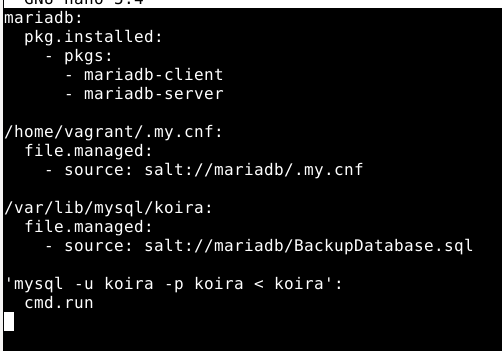 GNU nano 5.4
mariadb:
  pkg.installed:
    - pkgs:
      - mariadb-client
      - mariadb-server
/home/vagrant/.my.cnf:
  file.managed:
    - source: salt://mariadb/.my.cnf
/var/lib/mysql/koira:
  file.managed:
    - source: salt://mariadb/BackupDatabase.sql
'mysql -u koira -p koira < koira':
  cmd.run